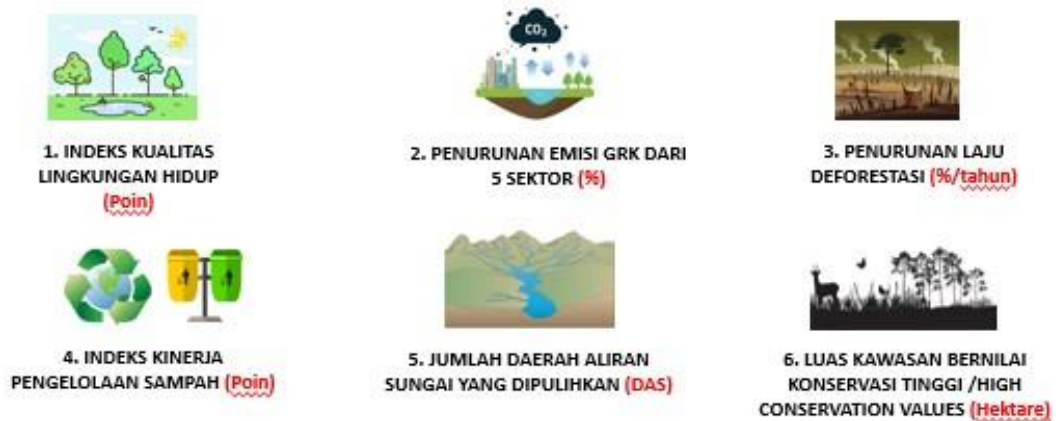 CO₂
1. INDEKS KUALITAS
LINGKUNGAN HIDUP
(Poin)
2. PENURUNAN EMISI GRK DARI
5 SEKTOR (%)
3. PENURUNAN LAJU
DEFORESTASI (%/tahun)
4. INDEKS KINERJA
PENGELOLAAN SAMPAH (Poin)
5. JUMLAH DAERAH ALIRAN
SUNGAI YANG DIPULIHKAN (DAS)
6. LUAS KAWASAN BERNILAI
KONSERVASI TINGGI /HIGH
CONSERVATION VALUES (Hektare)